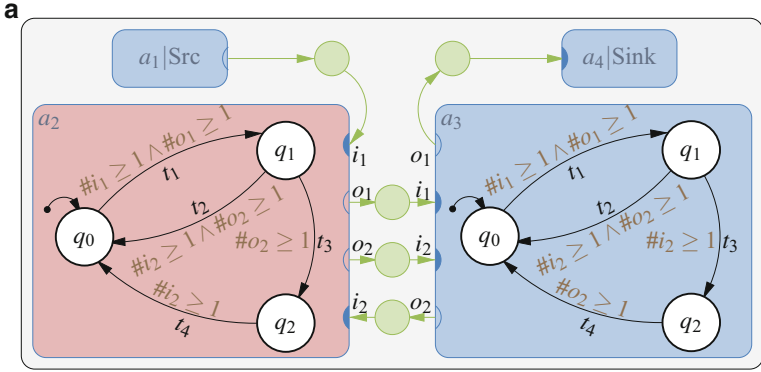 a
a₁|Src
a₄|Sink
a₂
#i₁ ≥ 1 ∧ #o₁ ≥ 1
t₁
q₁
q₀
t₂
#i₂ ≥ 1 ∧ #o₂ ≥ 1
#o₂ ≥ 1
t₃
#i₂ ≥ 1
t₄
q₂
i₁
o₁
o₂
i₂
o₁
i₁
i₂
o₂
a₃
#i₁ ≥ 1 ∧ #o₁ ≥ 1
t₁
q₁
q₀
t₂
#i₂ ≥ 1 ∧ #o₂ ≥ 1
#i₂ ≥ 1
t₃
#o₂ ≥ 1
t₄
q₂